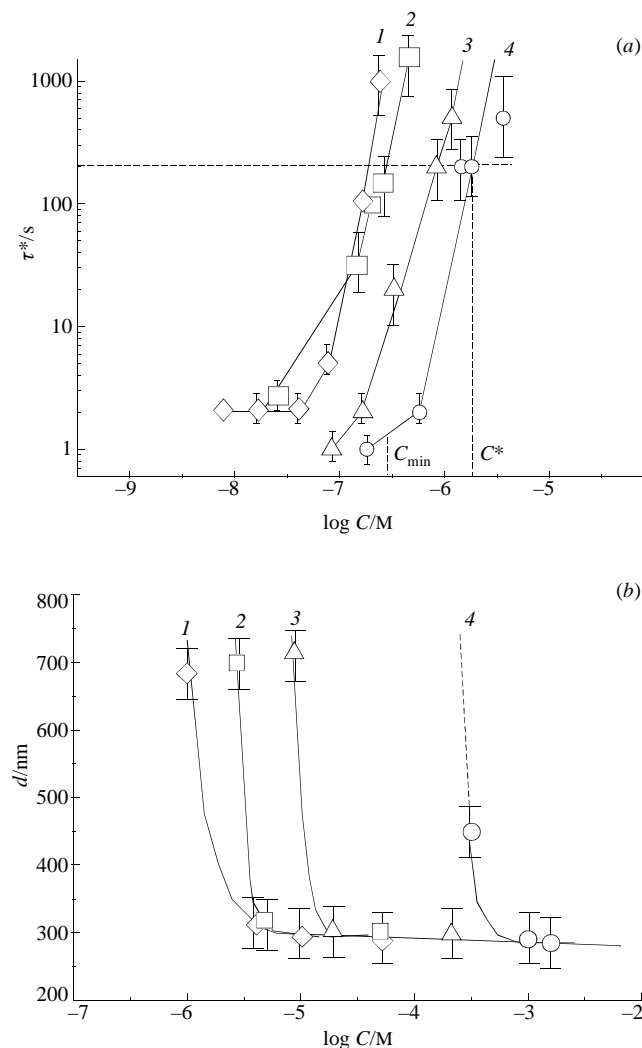 1 2 3 4 (a)
1000
100
10
1
τ*/s
C min C*
–9 –8 –7 –6 –5
log C/M
(b)
800
700
600
500
400
300
200
d/nm
1 2 3 4
–7 –6 –5 –4 –3 –2
log C/M